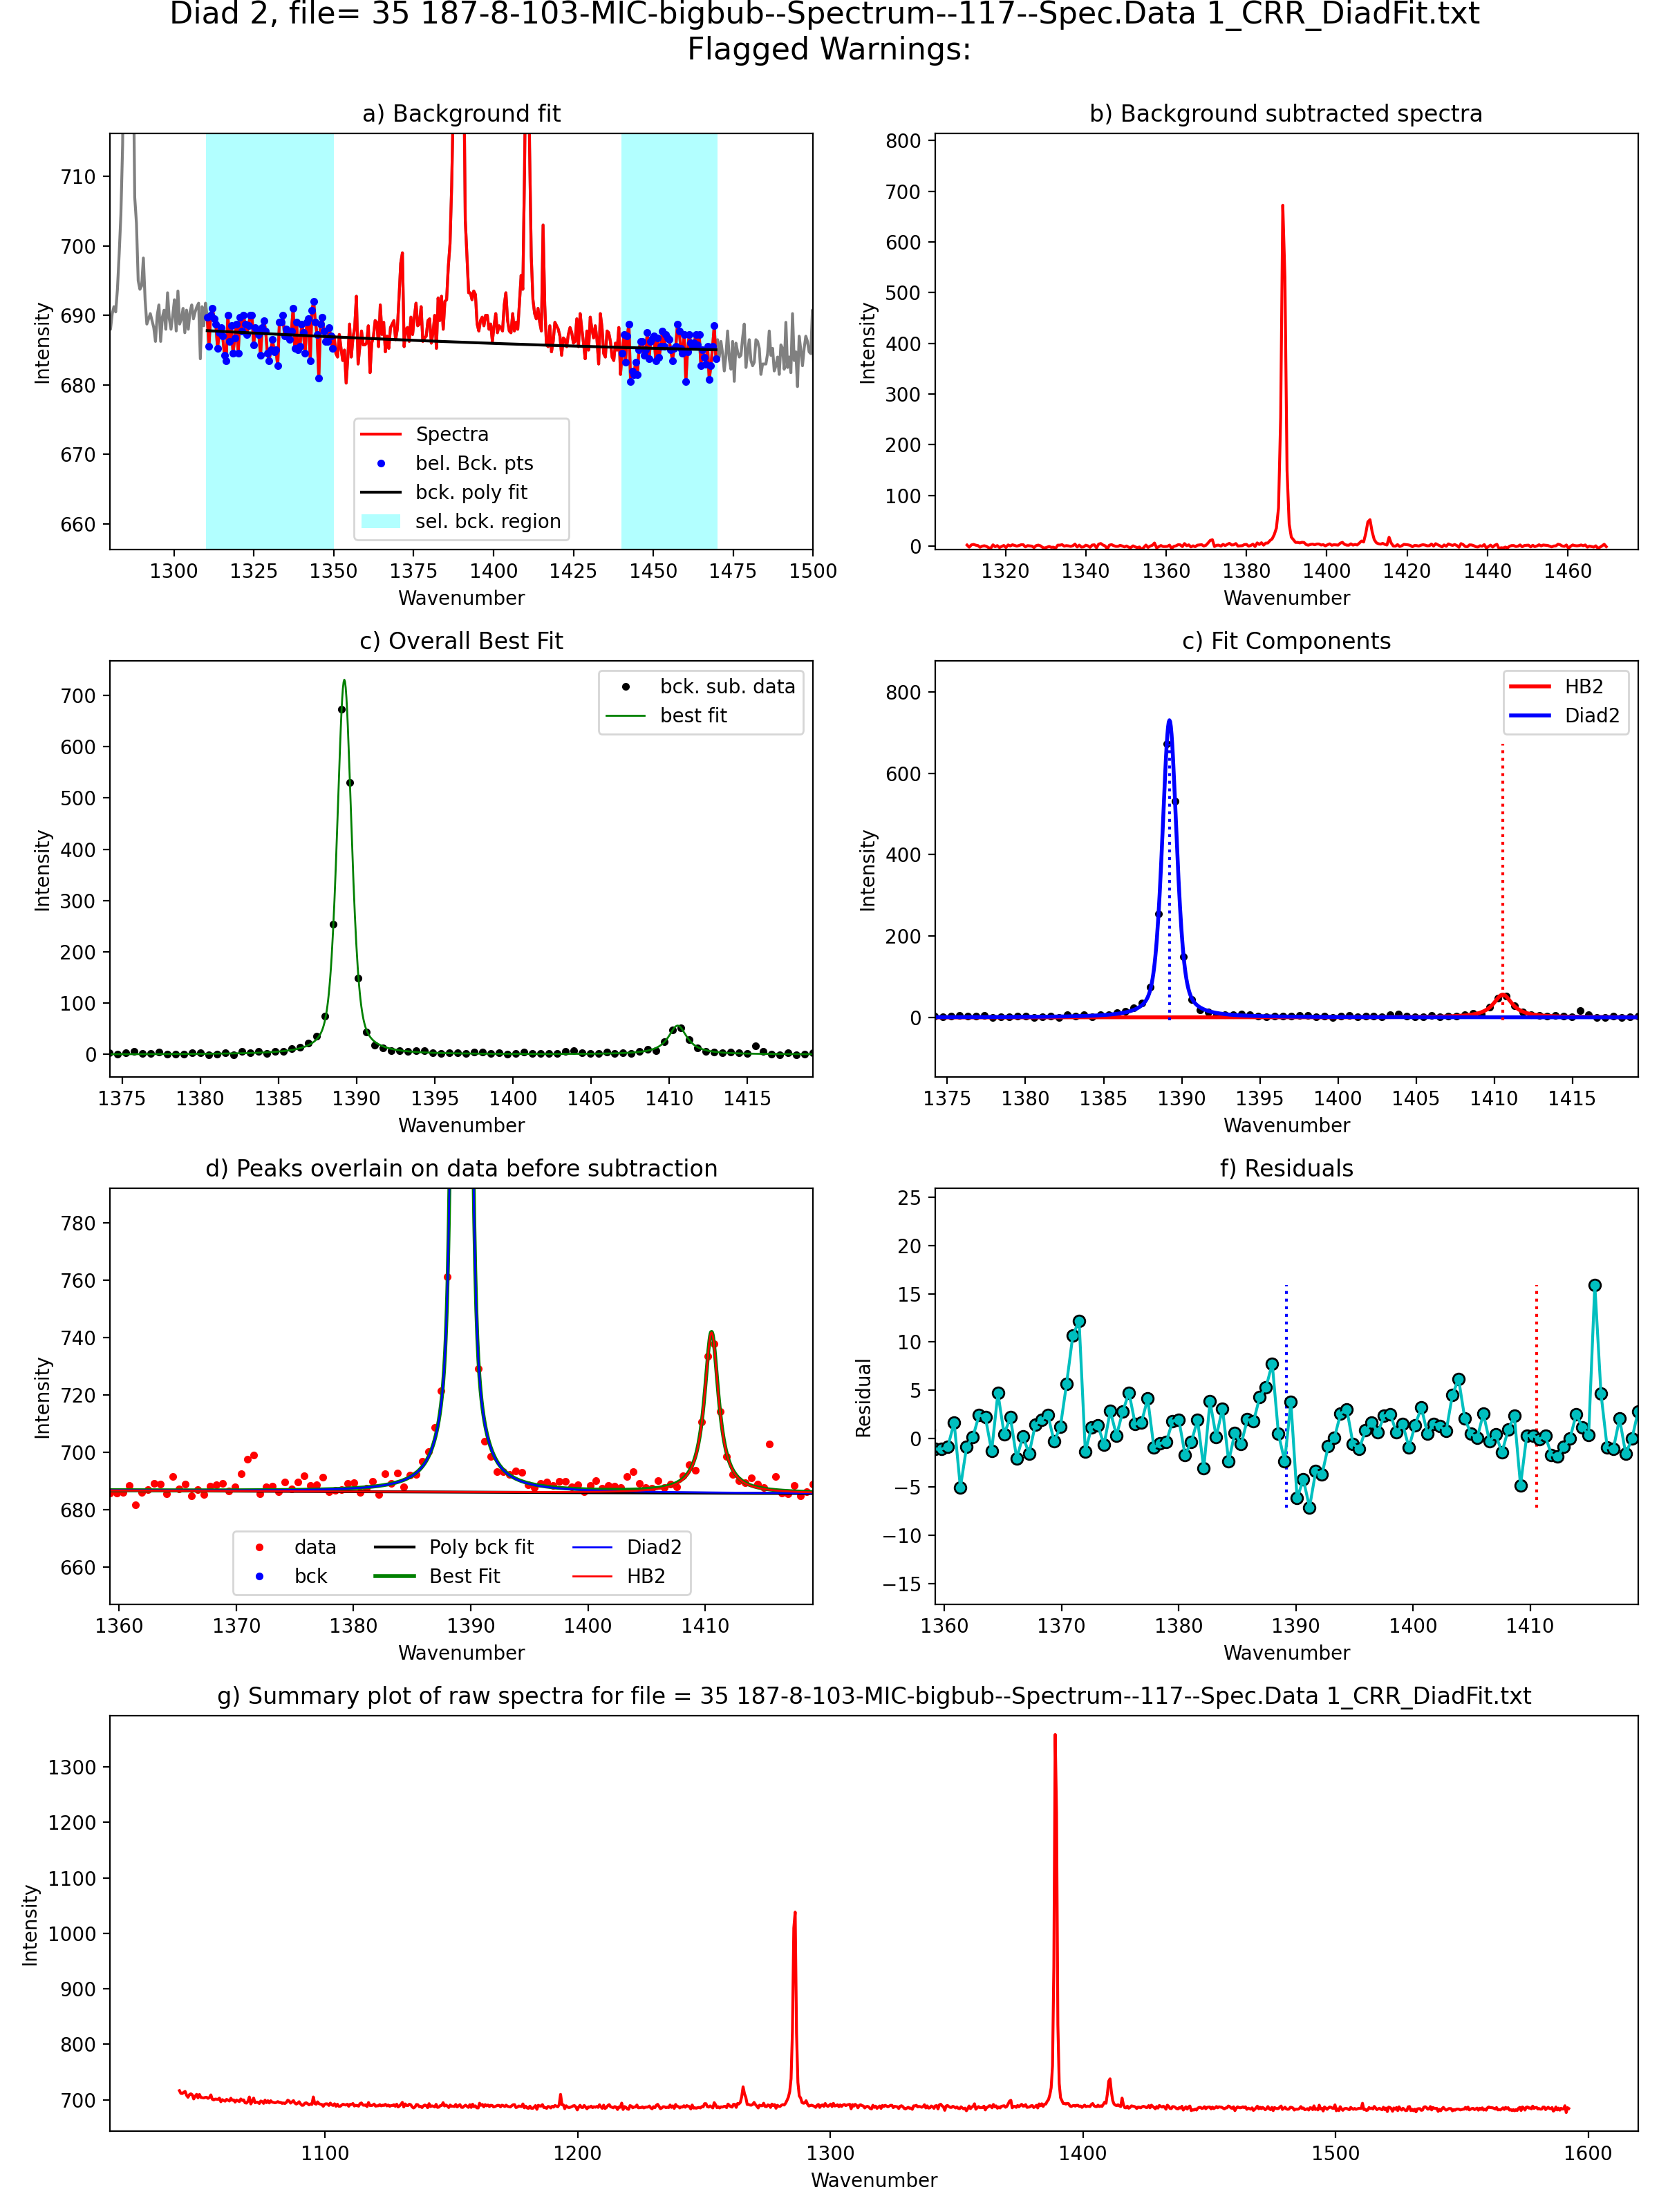 Diad 2, file= 35 187-8-103-MIC-bigbub--Spectrum--117--Spec.Data 1_CRR_DiadFit.txt
Flagged Warnings:
a) Background fit
Intensity
710
700
690
680
670
660
Spectra
bel. Bck. pts
bck. poly fit
sel. bck. region
1300 1325 1350 1375 1400 1425 1450 1475 1500
Wavenumber
b) Background subtracted spectra
Intensity
800
700
600
500
400
300
200
100
0
1320 1340 1360 1380 1400 1420 1440 1460
Wavenumber
c) Overall Best Fit
Intensity
700
600
500
400
300
200
100
0
bck. sub. data
best fit
1375 1380 1385 1390 1395 1400 1405 1410 1415
Wavenumber
c) Fit Components
Intensity
800
600
400
200
0
HB2
Diad2
1375 1380 1385 1390 1395 1400 1405 1410 1415
Wavenumber
d) Peaks overlain on data before subtraction
Intensity
780
760
740
720
700
680
660
data Poly bck fit Diad2
bck Best Fit HB2
1360 1370 1380 1390 1400 1410
Wavenumber
f) Residuals
Residual
25
20
15
10
5
0
−5
−10
−15
1360 1370 1380 1390 1400 1410
Wavenumber
g) Summary plot of raw spectra for file = 35 187-8-103-MIC-bigbub--Spectrum--117--Spec.Data 1_CRR_DiadFit.txt
Intensity
1300
1200
1100
1000
900
800
700
1100 1200 1300 1400 1500 1600
Wavenumber